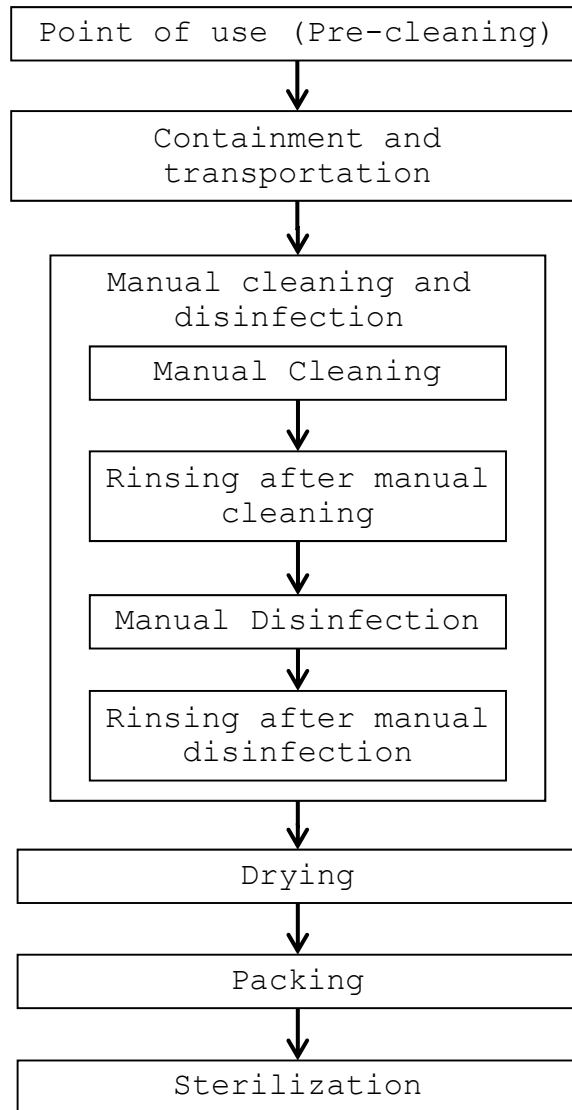 Point of use (Pre-cleaning)
Containment and
transportation
Manual cleaning and
disinfection
Manual Cleaning
Rinsing after manual
cleaning
Manual Disinfection
Rinsing after manual
disinfection
Drying
Packing
Sterilization